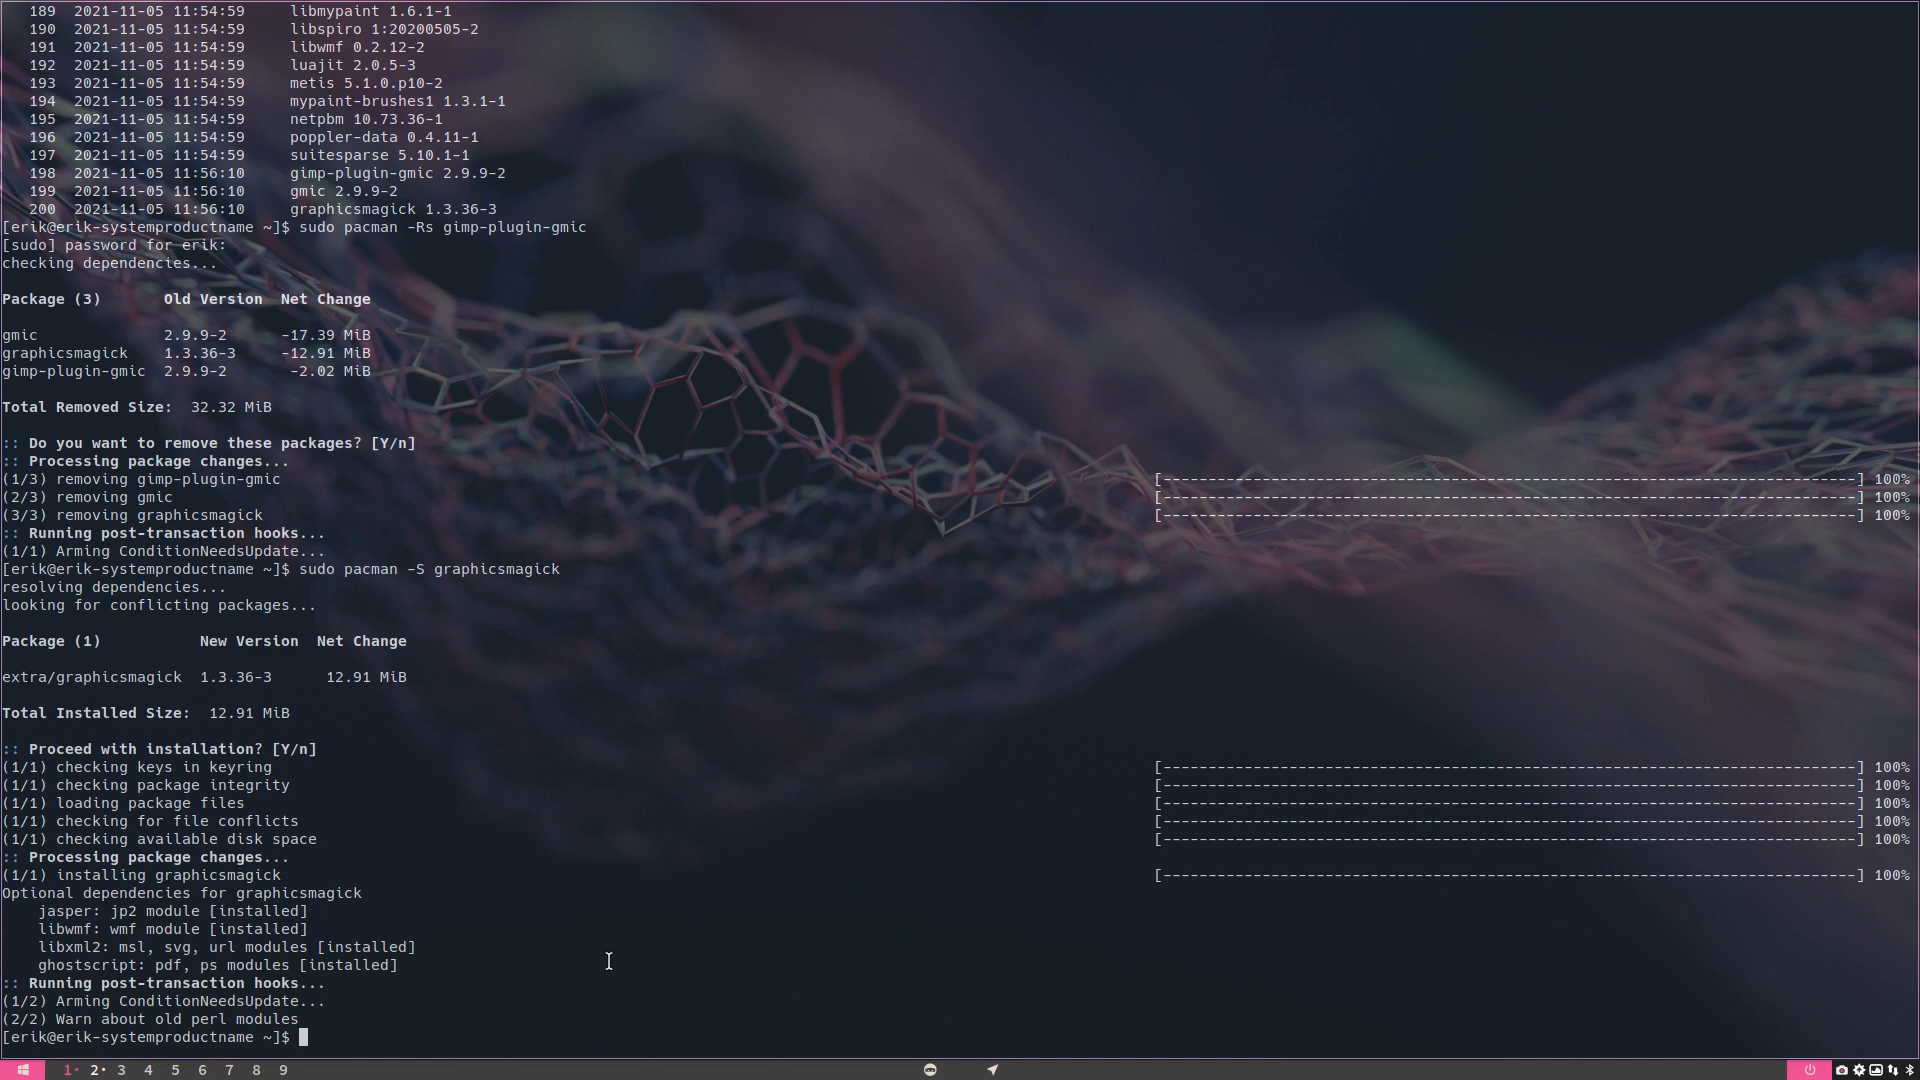 189  2021-11-05 11:54:59     libmypaint 1.6.1-1
190  2021-11-05 11:54:59     libspiro 1:20200505-2
191  2021-11-05 11:54:59     libwmf 0.2.12-2
192  2021-11-05 11:54:59     luajit 2.0.5-3
193  2021-11-05 11:54:59     metis 5.1.0.p10-2
194  2021-11-05 11:54:59     mypaint-brushes1 1.3.1-1
195  2021-11-05 11:54:59     netpbm 10.73.36-1
196  2021-11-05 11:54:59     poppler-data 0.4.11-1
197  2021-11-05 11:54:59     suitesparse 5.10.1-1
198  2021-11-05 11:56:10     gimp-plugin-gmic 2.9.9-2
199  2021-11-05 11:56:10     gmic 2.9.9-2
200  2021-11-05 11:56:10     graphicsmagick 1.3.36-3
[erik@erik-systemproductname ~]$ sudo pacman -Rs gimp-plugin-gmic
[sudo] password for erik:
checking dependencies...
Package (3)       Old Version  Net Change
gmic              2.9.9-2      -17.39 MiB
graphicsmagick    1.3.36-3     -12.91 MiB
gimp-plugin-gmic  2.9.9-2       -2.02 MiB
Total Removed Size:  32.32 MiB
:: Do you want to remove these packages? [Y/n]
:: Processing package changes...
(1/3) removing gimp-plugin-gmic [------------------------------------------------------------------------------] 100%
(2/3) removing gmic [------------------------------------------------------------------------------] 100%
(3/3) removing graphicsmagick [------------------------------------------------------------------------------] 100%
:: Running post-transaction hooks...
(1/1) Arming ConditionNeedsUpdate...
[erik@erik-systemproductname ~]$ sudo pacman -S graphicsmagick
resolving dependencies...
looking for conflicting packages...
Package (1)           New Version  Net Change
extra/graphicsmagick  1.3.36-3      12.91 MiB
Total Installed Size:  12.91 MiB
:: Proceed with installation? [Y/n]
(1/1) checking keys in keyring [------------------------------------------------------------------------------] 100%
(1/1) checking package integrity [------------------------------------------------------------------------------] 100%
(1/1) loading package files [------------------------------------------------------------------------------] 100%
(1/1) checking for file conflicts [------------------------------------------------------------------------------] 100%
(1/1) checking available disk space [------------------------------------------------------------------------------] 100%
:: Processing package changes...
(1/1) installing graphicsmagick [------------------------------------------------------------------------------] 100%
Optional dependencies for graphicsmagick
    jasper: jp2 module [installed]
    libwmf: wmf module [installed]
    libxml2: msl, svg, url modules [installed]
    ghostscript: pdf, ps modules [installed]
:: Running post-transaction hooks...
(1/2) Arming ConditionNeedsUpdate...
(2/2) Warn about old perl modules
[erik@erik-systemproductname ~]$
1 2 3 4 5 6 7 8 9